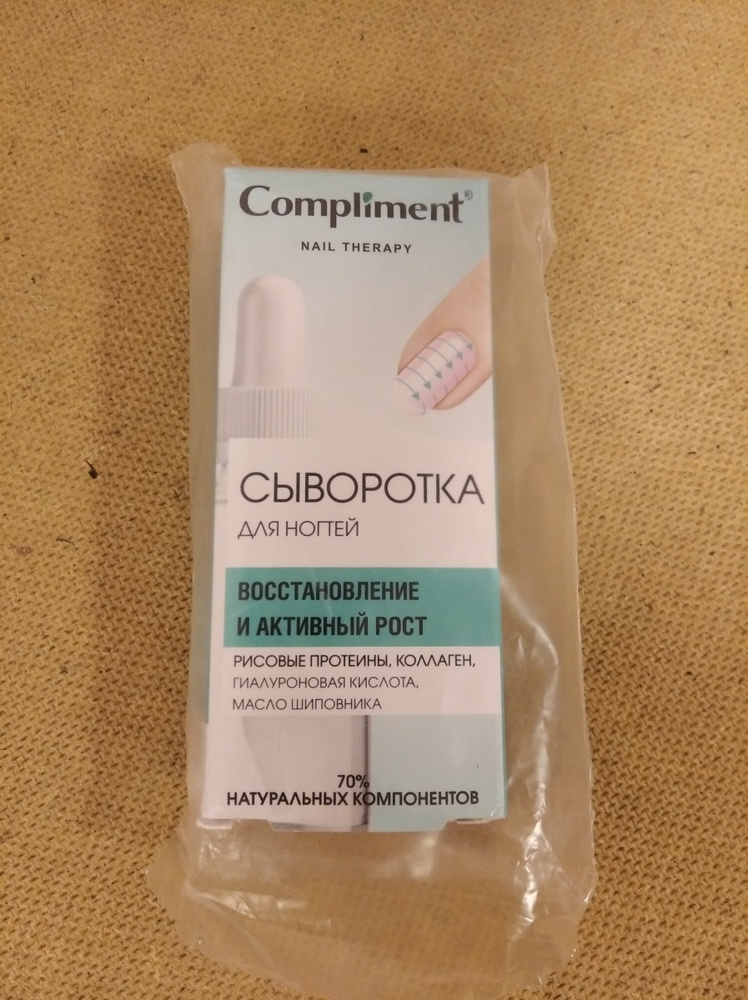 Compliment®
NAIL THERAPY
СЫВОРОТКА
ДЛЯ НОГТЕЙ
ВОССТАНОВЛЕНИЕ
И АКТИВНЫЙ РОСТ
РИСОВЫЕ ПРОТЕИНЫ, КОЛЛАГЕН,
ГИАЛУРОНОВАЯ КИСЛОТА,
МАСЛО ШИПОВНИКА
70%
НАТУРАЛЬНЫХ КОМПОНЕНТОВ